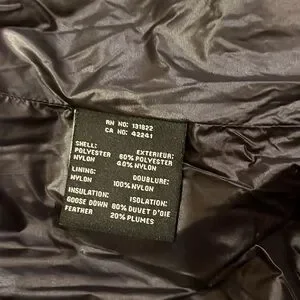 RN NO: 131822
CA NO: 42241
SHELL: EXTERIEUR:
POLYESTER 60% POLYESTER
NYLON 40% NYLON
LINING: DOUBLURE:
NYLON 100% NYLON
INSULATION: ISOLATION:
GOOSE DOWN 80% DUVET D'OIE
FEATHER 20% PLUMES